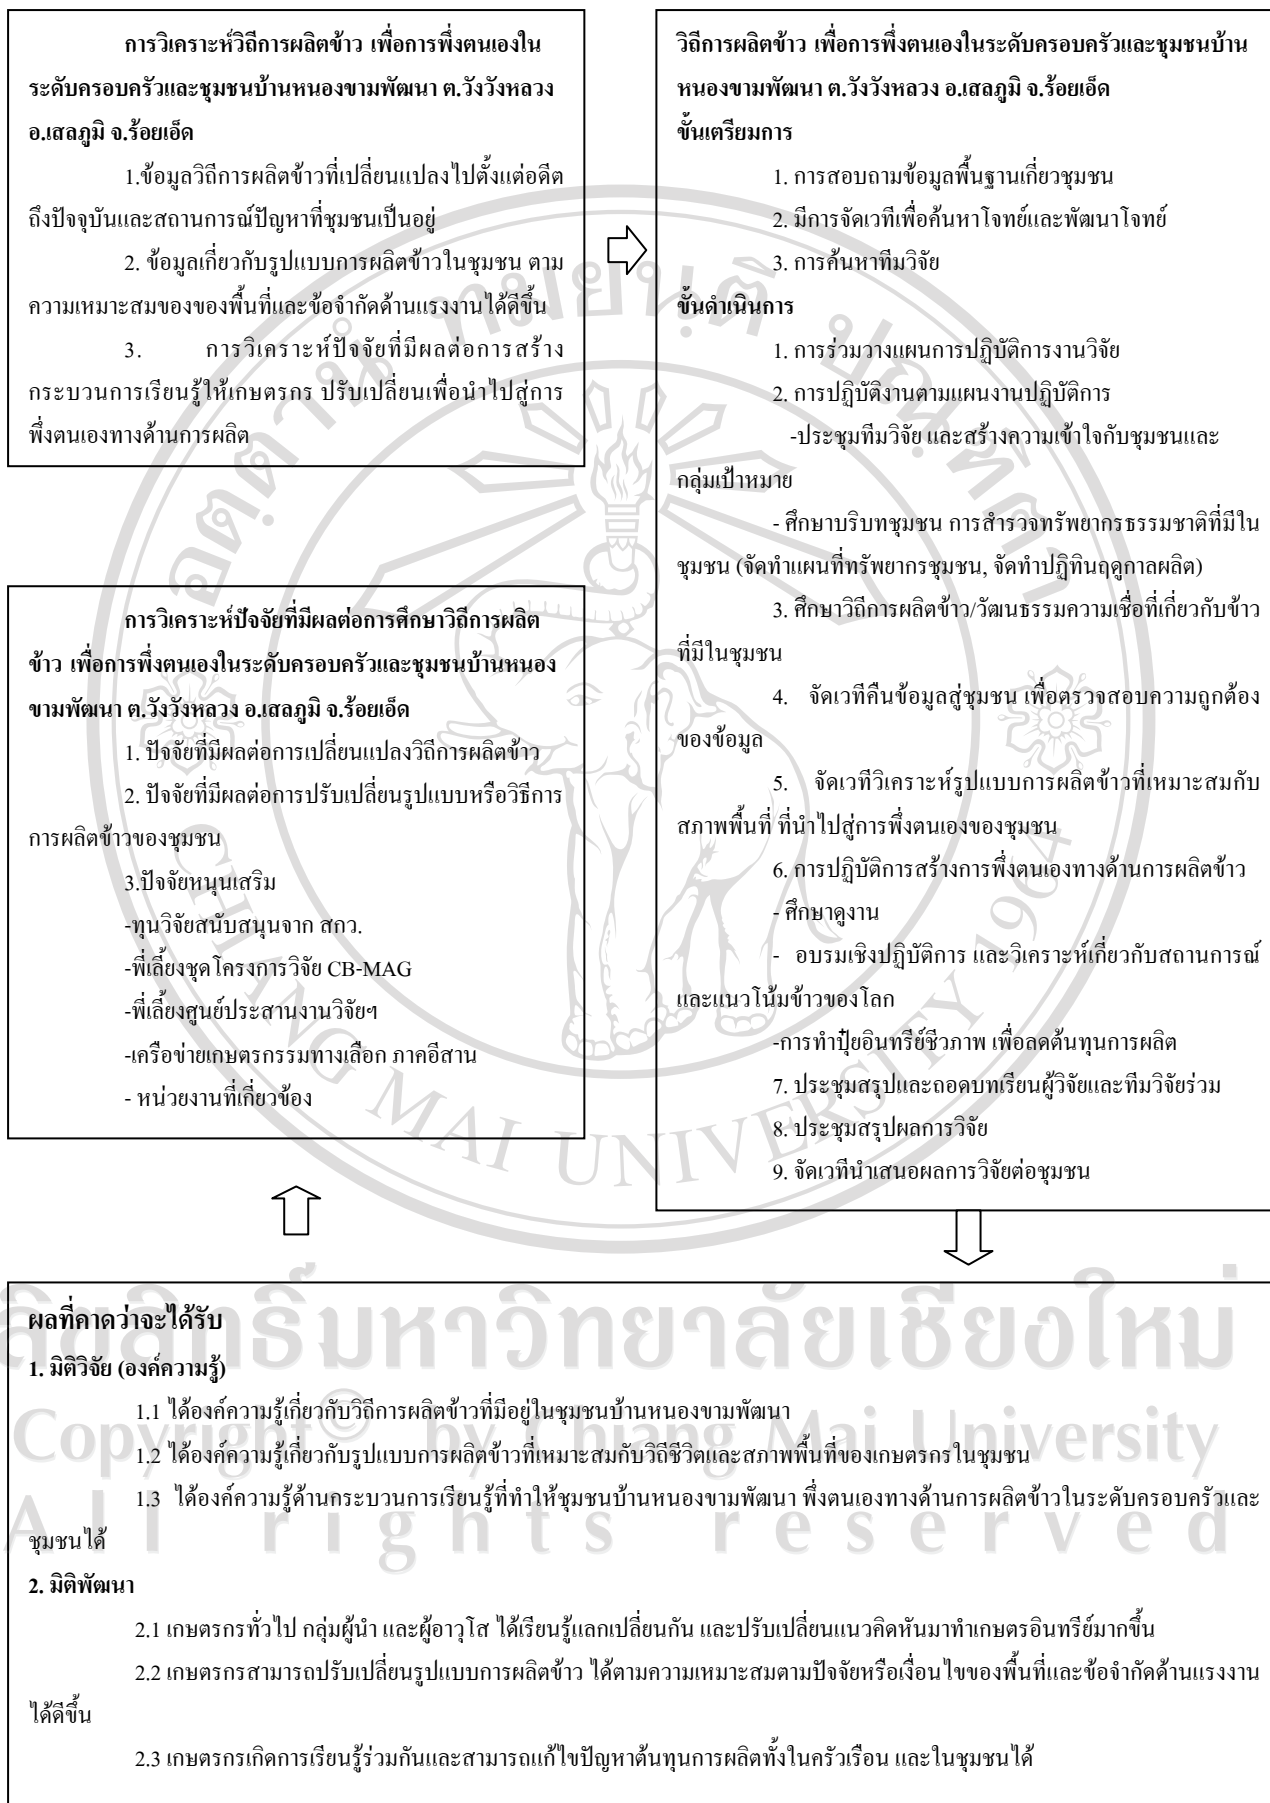 การวิเคราะห์วิถีการผลิตข้าว เพื่อการพึ่งตนเองใน
ระดับครอบครัวและชุมชนบ้านหนองขามพัฒนา ต.วังวังหลวง
อ.เสลภูมิ จ.ร้อยเอ็ด
1.ข้อมูลวิถีการผลิตข้าวที่เปลี่ยนแปลงไปตั้งแต่อดีต
ถึงปัจจุบันและสถานการณ์ปัญหาที่ชุมชนเป็นอยู่
2. ข้อมูลเกี่ยวกับรูปแบบการผลิตข้าวในชุมชน ตาม
ความเหมาะสมของของพื้นที่และข้อจำกัดด้านแรงงานได้ดีขึ้น
3. การวิเคราะห์ปัจจัยที่มีผลต่อการสร้าง
กระบวนการเรียนรู้ให้เกษตรกร ปรับเปลี่ยนเพื่อนำไปสู่การ
พึ่งตนเองทางด้านการผลิต
การวิเคราะห์ปัจจัยที่มีผลต่อการศึกษาวิถีการผลิต
ข้าว เพื่อการพึ่งตนเองในระดับครอบครัวและชุมชนบ้านหนอง
ขามพัฒนา ต.วังวังหลวง อ.เสลภูมิ จ.ร้อยเอ็ด
1. ปัจจัยที่มีผลต่อการเปลี่ยนแปลงวิถีการผลิตข้าว
2. ปัจจัยที่มีผลต่อการปรับเปลี่ยนรูปแบบหรือวิธีการ
การผลิตข้าวของชุมชน
3.ปัจจัยหนุนเสริม
-ทุนวิจัยสนับสนุนจาก สกว.
-พี่เลี้ยงชุดโครงการวิจัย CB-MAG
-พี่เลี้ยงศูนย์ประสานงานวิจัยฯ
-เครือข่ายเกษตรกรรมทางเลือก ภาคอีสาน
- หน่วยงานที่เกี่ยวข้อง
วิถีการผลิตข้าว เพื่อการพึ่งตนเองในระดับครอบครัวและชุมชนบ้าน
หนองขามพัฒนา ต.วังวังหลวง อ.เสลภูมิ จ.ร้อยเอ็ด
ขั้นเตรียมการ
1. การสอบถามข้อมูลพื้นฐานเกี่ยวชุมชน
2. มีการจัดเวทีเพื่อค้นหาโจทย์และพัฒนาโจทย์
3. การค้นหาทีมวิจัย
ขั้นดำเนินการ
1. การร่วมวางแผนการปฏิบัติการงานวิจัย
2. การปฏิบัติงานตามแผนงานปฏิบัติการ
-ประชุมทีมวิจัย และสร้างความเข้าใจกับชุมชนและ
กลุ่มเป้าหมาย
- ศึกษาบริบทชุมชน การสำรวจทรัพยากรธรรมชาติที่มีใน
ชุมชน (จัดทำแผนที่ทรัพยากรชุมชน, จัดทำปฏิทินฤดูกาลผลิต)
3. ศึกษาวิถีการผลิตข้าว/วัฒนธรรมความเชื่อที่เกี่ยวกับข้าว
ที่มีในชุมชน
4. จัดเวทีคืนข้อมูลสู่ชุมชน เพื่อตรวจสอบความถูกต้อง
ของข้อมูล
5. จัดเวทีวิเคราะห์รูปแบบการผลิตข้าวที่เหมาะสมกับ
สภาพพื้นที่ ที่นำไปสู่การพึ่งตนเองของชุมชน
6. การปฏิบัติการสร้างการพึ่งตนเองทางด้านการผลิตข้าว
- ศึกษาดูงาน
- อบรมเชิงปฏิบัติการ และวิเคราะห์เกี่ยวกับสถานการณ์
และแนวโน้มข้าวของโลก
-การทำปุ๋ยอินทรีย์ชีวภาพ เพื่อลดต้นทุนการผลิต
7. ประชุมสรุปและถอดบทเรียนผู้วิจัยและทีมวิจัยร่วม
8. ประชุมสรุปผลการวิจัย
9. จัดเวทีนำเสนอผลการวิจัยต่อชุมชน
ผลที่คาดว่าจะได้รับ
1. มิติวิจัย (องค์ความรู้)
1.1 ได้องค์ความรู้เกี่ยวกับวิถีการผลิตข้าวที่มีอยู่ในชุมชนบ้านหนองขามพัฒนา
1.2 ได้องค์ความรู้เกี่ยวกับรูปแบบการผลิตข้าวที่เหมาะสมกับวิถีชีวิตและสภาพพื้นที่ของเกษตรกรในชุมชน
1.3 ได้องค์ความรู้ด้านกระบวนการเรียนรู้ที่ทำให้ชุมชนบ้านหนองขามพัฒนา พึ่งตนเองทางด้านการผลิตข้าวในระดับครอบครัวและ
ชุมชนได้
2. มิติพัฒนา
2.1 เกษตรกรทั่วไป กลุ่มผู้นำ และผู้อาวุโส ได้เรียนรู้แลกเปลี่ยนกัน และปรับเปลี่ยนแนวคิดหันมาทำเกษตรอินทรีย์มากขึ้น
2.2 เกษตรกรสามารถปรับเปลี่ยนรูปแบบการผลิตข้าว ได้ตามความเหมาะสมตามปัจจัยหรือเงื่อนไขของพื้นที่และข้อจำกัดด้านแรงงาน
ได้ดีขึ้น
2.3 เกษตรกรเกิดการเรียนรู้ร่วมกันและสามารถแก้ไขปัญหาต้นทุนการผลิตทั้งในครัวเรือน และในชุมชนได้
CHIANG MAI UNIVERSITY 1964
ลิขสิทธิ์มหาวิทยาลัยเชียงใหม่
Copyright© by Chiang Mai University
All rights reserved